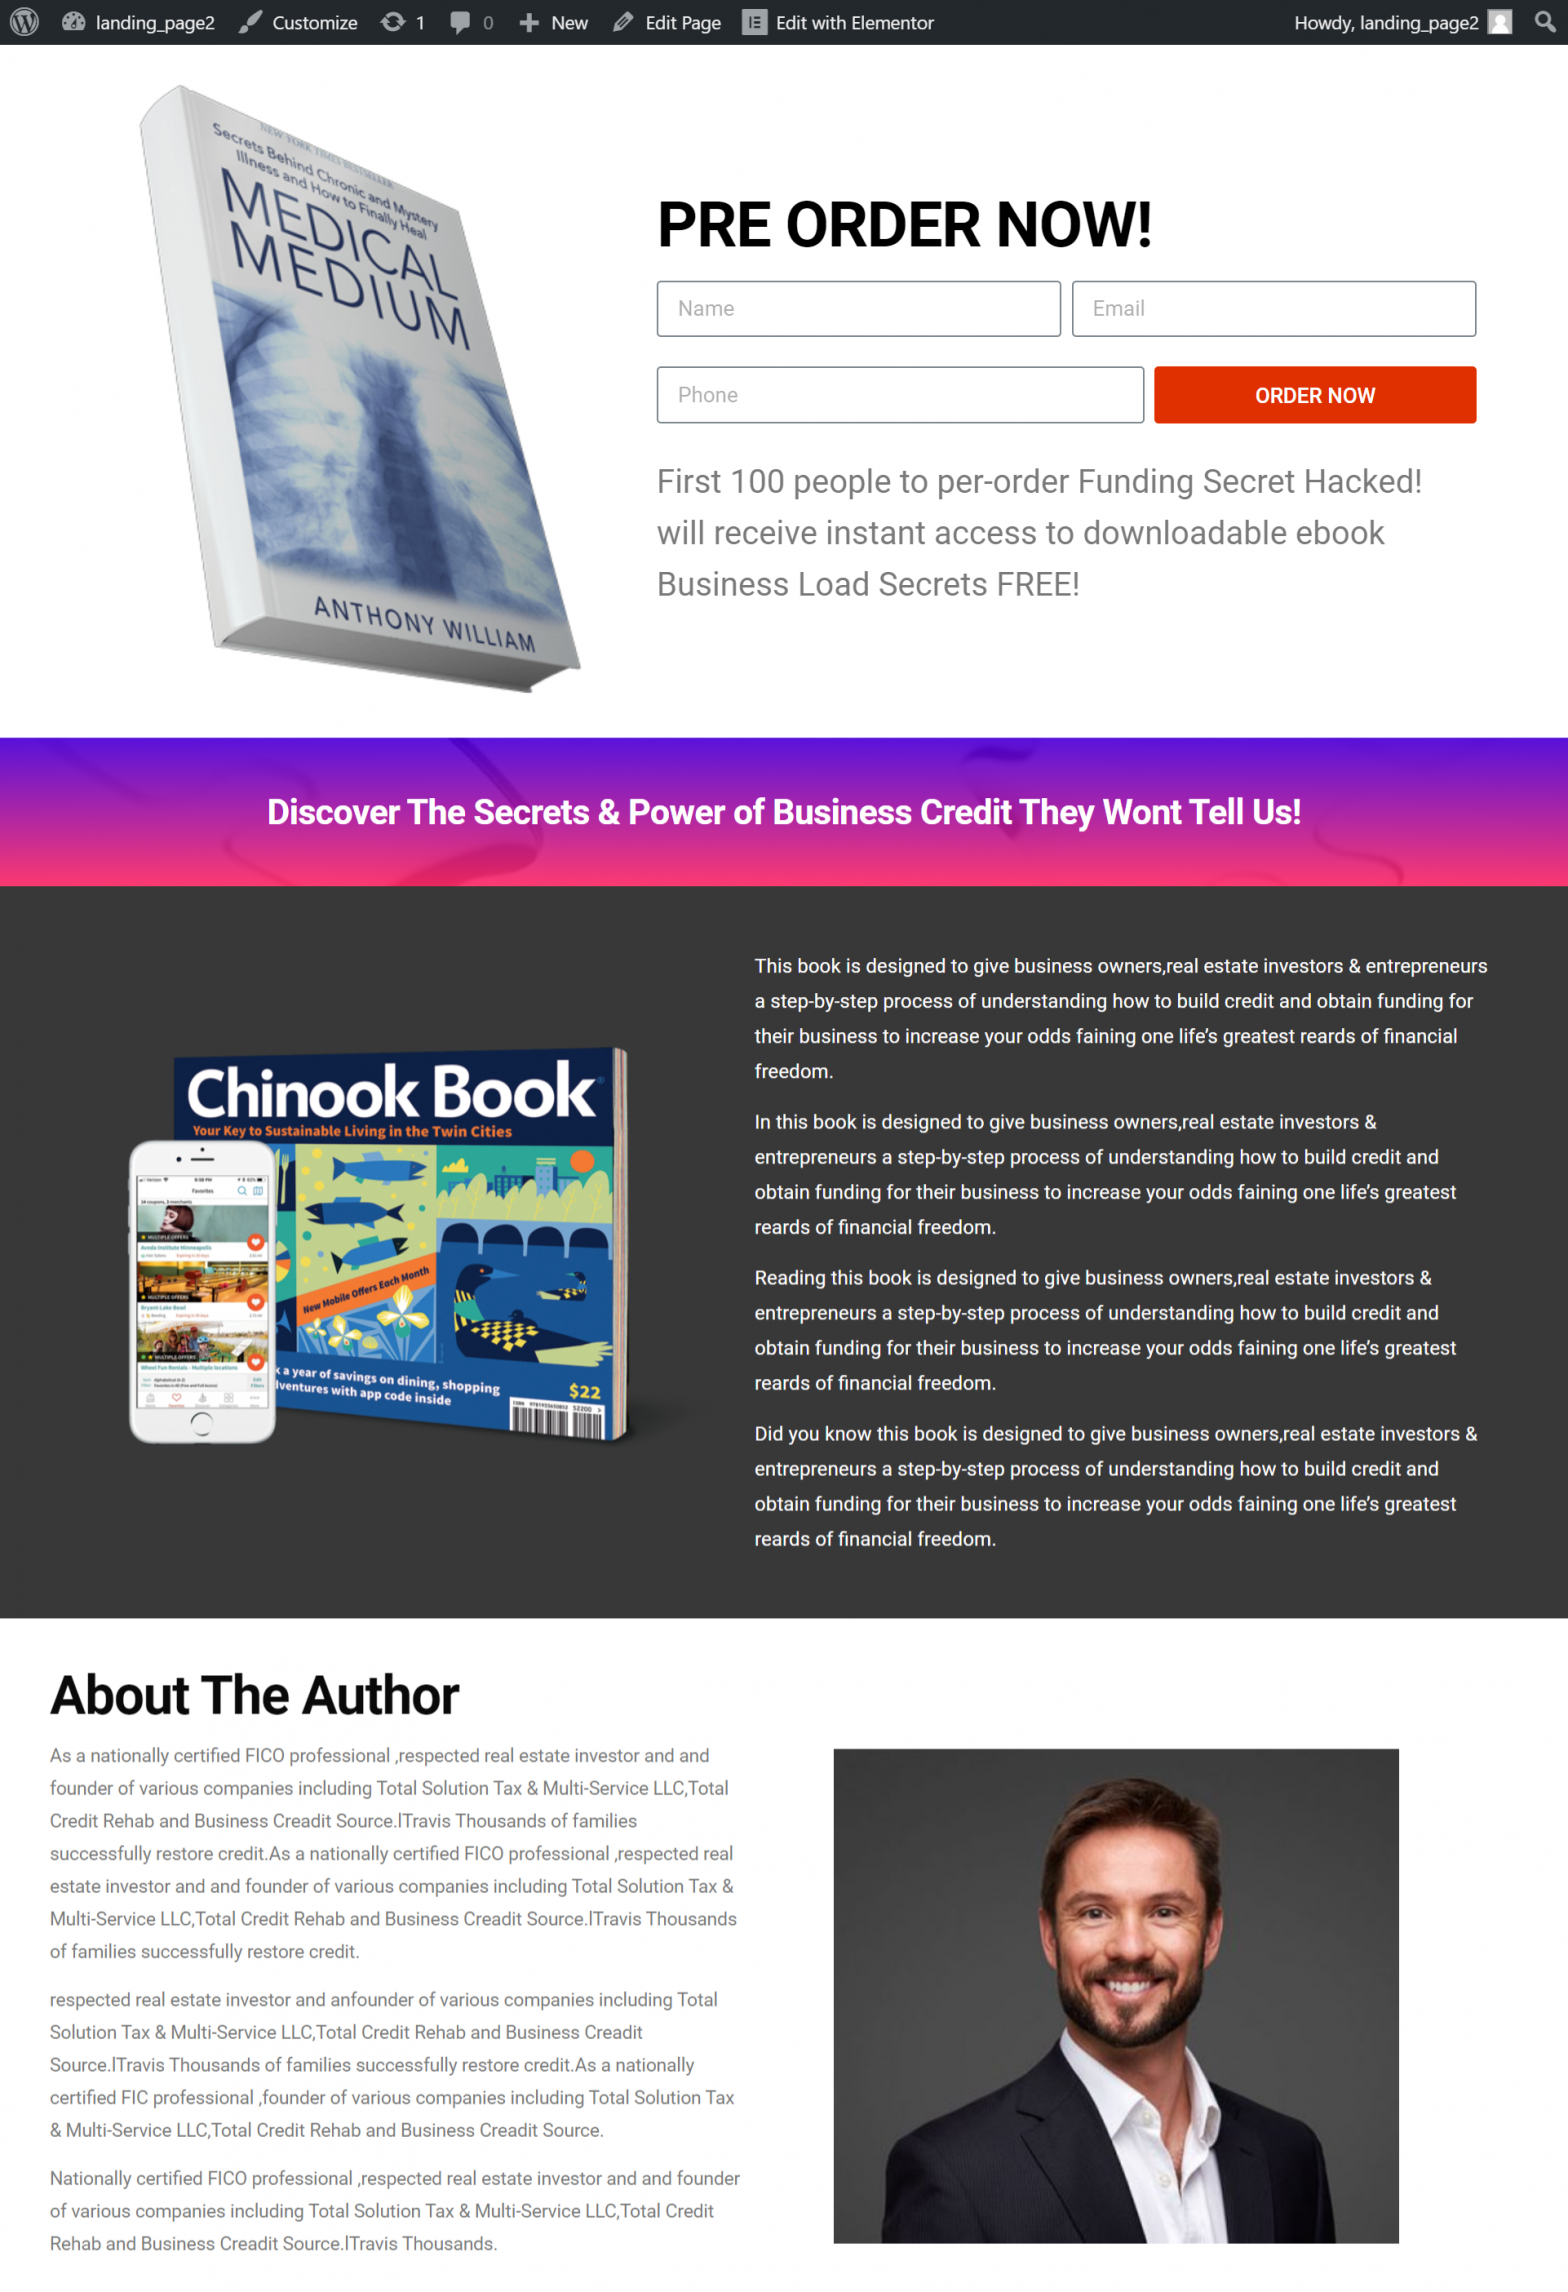 landing_page2 Customize 1 0 New Edit Page Edit with Elementor Howdy, landing_page2
NEW YORK TIMES BESTSELLER
Secrets Behind Chronic and Mystery
Illness and How to Finally Heal
MEDICAL
MEDIUM
ANTHONY WILLIAM
PRE ORDER NOW!
Name Email
Phone ORDER NOW
First 100 people to per-order Funding Secret Hacked!
will receive instant access to downloadable ebook
Business Load Secrets FREE!
Discover The Secrets & Power of Business Credit They Wont Tell Us!
Chinook Book
Your Key to Sustainable Living in the Twin Cities
New Mobile Offers Each Month
a year of savings on dining, shopping
with app code inside
$22
Favorites
MULTIPLE OFFERS
Aveda Institute Minneapolis
MULTIPLE OFFERS
Bryant-Lake Bowl
MULTIPLE OFFERS
Wheel Fun Rentals - Multiple locations
This book is designed to give business owners,real estate investors & entrepreneurs
a step-by-step process of understanding how to build credit and obtain funding for
their business to increase your odds faining one life’s greatest reards of financial
freedom.
In this book is designed to give business owners,real estate investors &
entrepreneurs a step-by-step process of understanding how to build credit and
obtain funding for their business to increase your odds faining one life’s greatest
reards of financial freedom.
Reading this book is designed to give business owners,real estate investors &
entrepreneurs a step-by-step process of understanding how to build credit and
obtain funding for their business to increase your odds faining one life’s greatest
reards of financial freedom.
Did you know this book is designed to give business owners,real estate investors &
entrepreneurs a step-by-step process of understanding how to build credit and
obtain funding for their business to increase your odds faining one life’s greatest
reards of financial freedom.
About The Author
As a nationally certified FICO professional ,respected real estate investor and and
founder of various companies including Total Solution Tax & Multi-Service LLC,Total
Credit Rehab and Business Creadit Source.lTravis Thousands of families
successfully restore credit.As a nationally certified FICO professional ,respected real
estate investor and and founder of various companies including Total Solution Tax &
Multi-Service LLC,Total Credit Rehab and Business Creadit Source.lTravis Thousands
of families successfully restore credit.
respected real estate investor and anfounder of various companies including Total
Solution Tax & Multi-Service LLC,Total Credit Rehab and Business Creadit
Source.lTravis Thousands of families successfully restore credit.As a nationally
certified FIC professional ,founder of various companies including Total Solution Tax
& Multi-Service LLC,Total Credit Rehab and Business Creadit Source.
Nationally certified FICO professional ,respected real estate investor and and founder
of various companies including Total Solution Tax & Multi-Service LLC,Total Credit
Rehab and Business Creadit Source.lTravis Thousands.